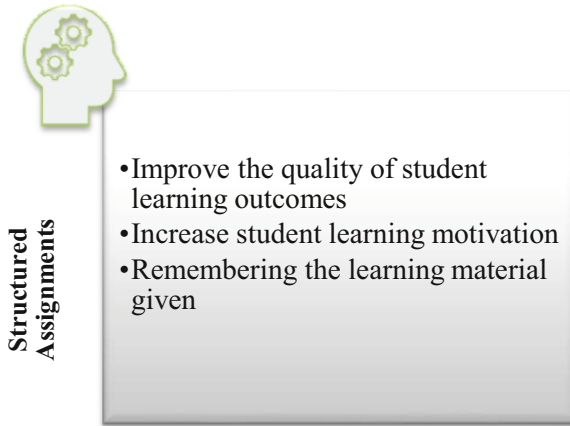 Structured
Assignments
•Improve the quality of student
learning outcomes
•Increase student learning motivation
•Remembering the learning material
given